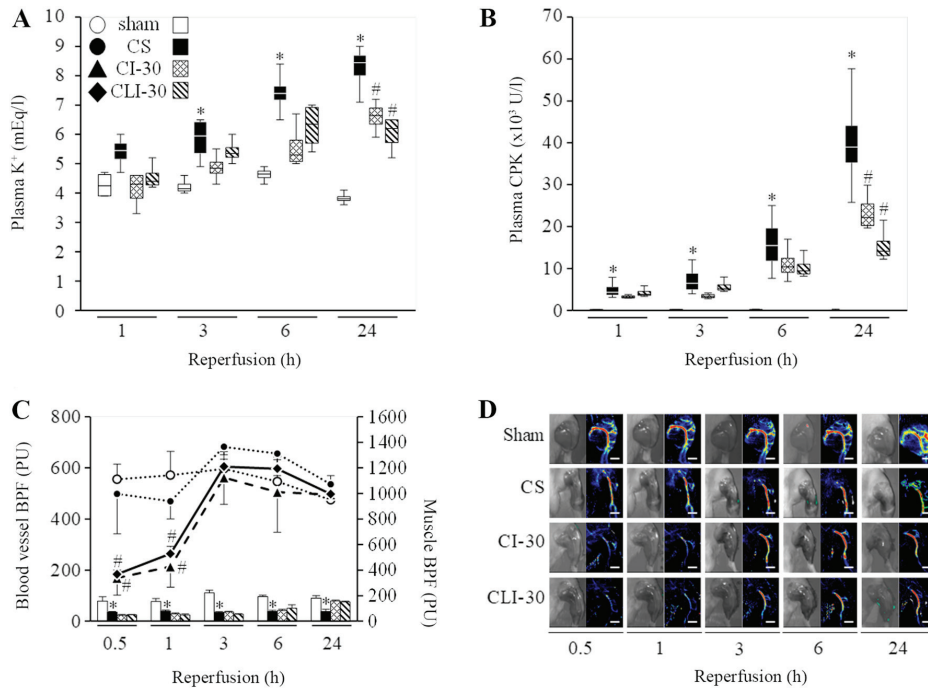 A
sham
CS
CI-30
CLI-30
Plasma K⁺ (mEq/l)
10
9
8
7
6
5
4
3
2
1
0
*
*
*
#
#
1 3 6 24
Reperfusion (h)
B
Plasma CPK (x10³ U/l)
70
60
50
40
30
20
10
0
*
*
*
*
#
#
1 3 6 24
Reperfusion (h)
C
Blood vessel BPF (PU)
800
600
400
200
0
#
#
#
#
*
*
*
*
*
1600
1400
1200
1000
800
600
400
200
0
Muscle BPF (PU)
0.5 1 3 6 24
Reperfusion (h)
D
Sham
CS
CI-30
CLI-30
0.5 1 3 6 24
Reperfusion (h)